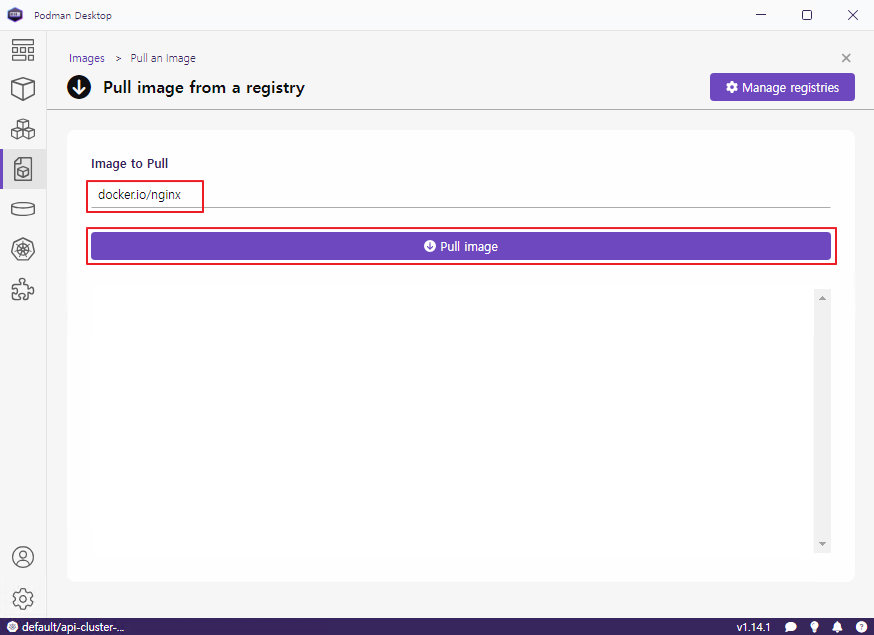 Podman Desktop
Images > Pull an Image
Pull image from a registry
Manage registries
Image to Pull
docker.io/nginx
Pull image
default/api-cluster-...
v1.14.1